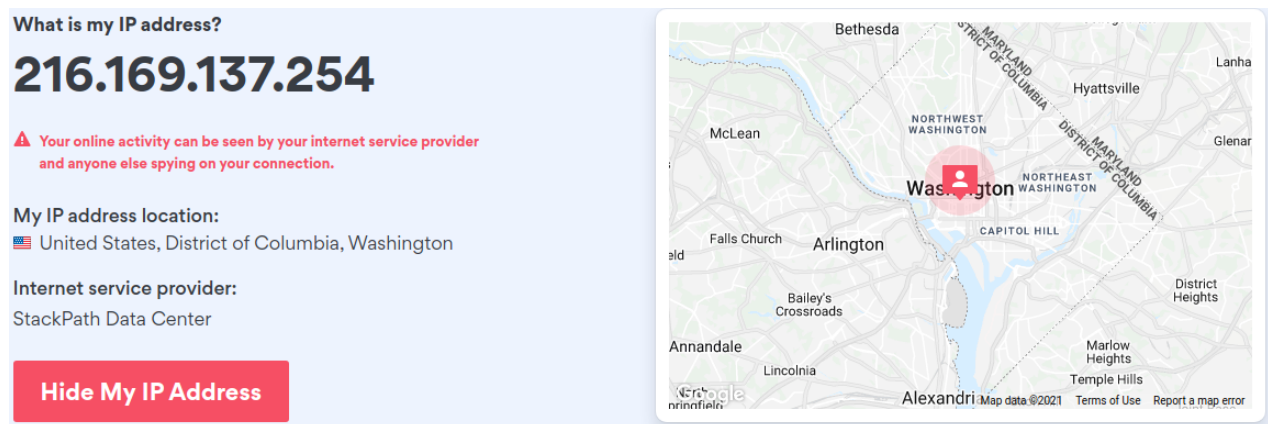 What is my IP address?
216.169.137.254
Your online activity can be seen by your internet service provider
and anyone else spying on your connection.
My IP address location:
United States, District of Columbia, Washington
Internet service provider:
StackPath Data Center
Hide My IP Address
Bethesda
MARYLAND
DISTRICT OF COLUMBIA
Lanha
Hyattsville
NORTHWEST
WASHINGTON
McLean
MARYLAND
DISTRICT OF COLUMBIA
Glenar
Washington
NORTHEAST
WASHINGTON
CAPITOL HILL
Falls Church
Arlington
eld
Bailey's
Crossroads
District
Heights
Annandale
Marlow
Heights
Lincolnia
Temple Hills
North
pringfield
Google
Alexandri
Map data ©2021
Terms of Use
Report a map error